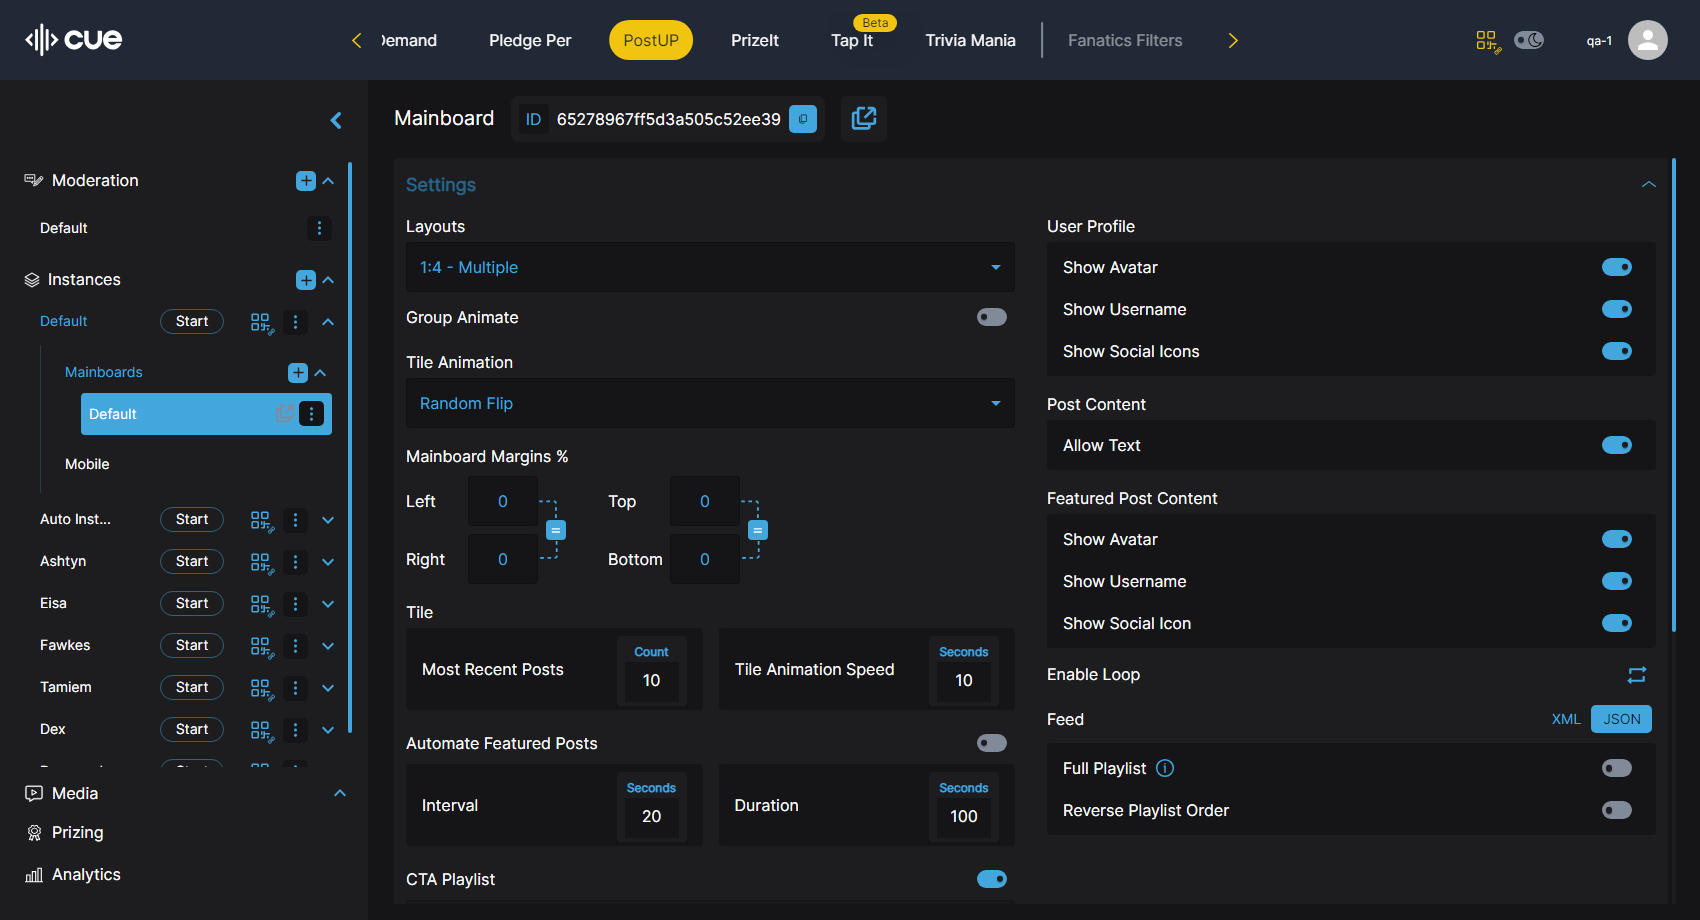 cue
Demand
Pledge Per
PostUP
PrizeIt
Beta
Tap It
Trivia Mania
Fanatics Filters
qa-1
Mainboard
ID
65278967ff5d3a505c52ee39
Moderation
Default
Instances
Default
Start
Mainboards
Default
Mobile
Auto Inst...
Start
Ashtyn
Start
Eisa
Start
Fawkes
Start
Tamiem
Start
Dex
Start
Media
Prizing
Analytics
Settings
Layouts
1:4 - Multiple
Group Animate
Tile Animation
Random Flip
Mainboard Margins %
Left
0
Top
0
=
=
Right
0
Bottom
0
Tile
Most Recent Posts
Count
10
Tile Animation Speed
Seconds
10
Automate Featured Posts
Interval
Seconds
20
Duration
Seconds
100
CTA Playlist
User Profile
Show Avatar
Show Username
Show Social Icons
Post Content
Allow Text
Featured Post Content
Show Avatar
Show Username
Show Social Icon
Enable Loop
Feed
XML
JSON
Full Playlist
Reverse Playlist Order